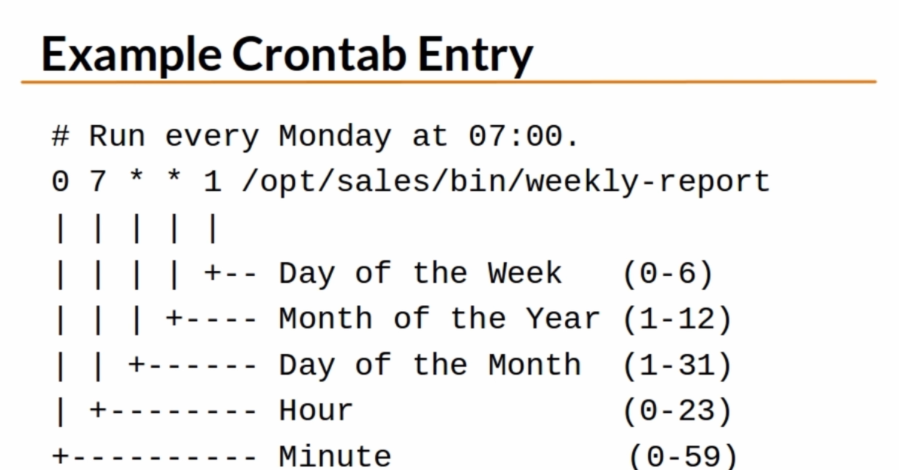 Example Crontab Entry
# Run every Monday at 07:00.
0 7 * * 1 /opt/sales/bin/weekly-report
| | | | |
| | | | +-- Day of the Week   (0-6)
| | | +---- Month of the Year (1-12)
| | +------ Day of the Month  (1-31)
| +-------- Hour              (0-23)
+---------- Minute            (0-59)